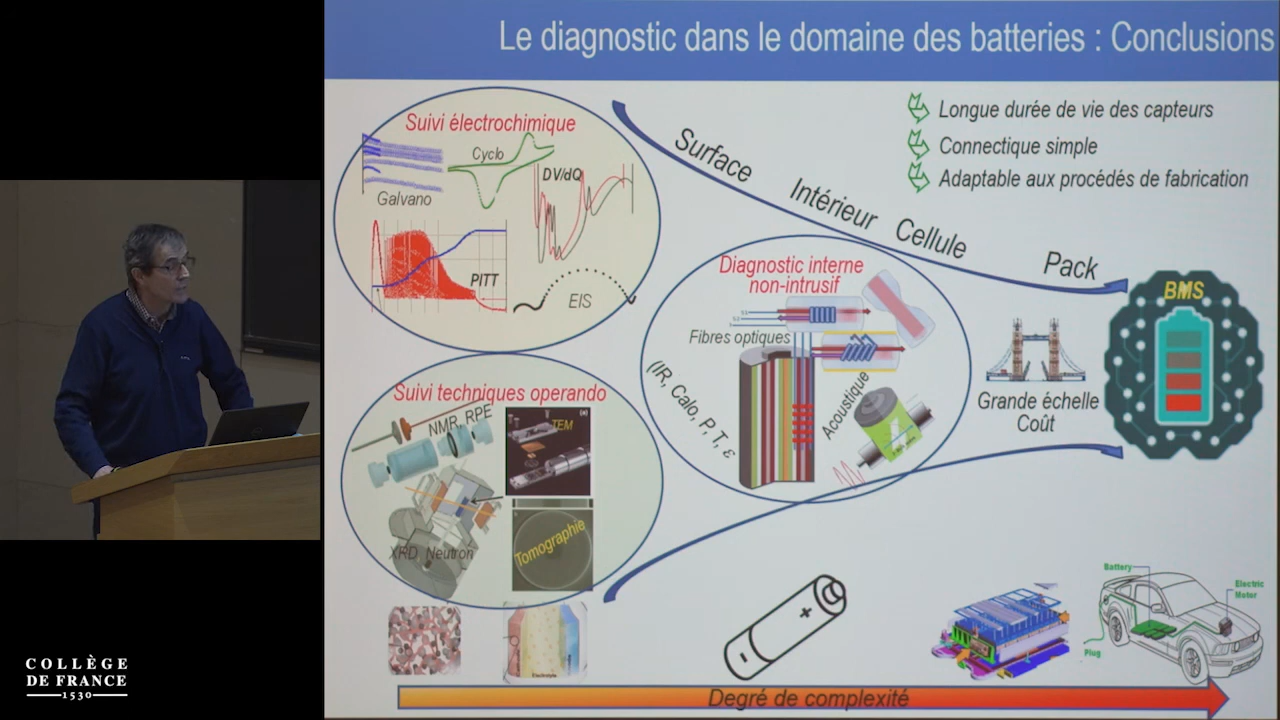 Le diagnostic dans le domaine des batteries : Conclusions
Suivi électrochimique
Cyclo
DV/dQ
Galvano
PITT
EIS
Surface
Intérieur
Cellule
Pack
Longue durée de vie des capteurs
Connectique simple
Adaptable aux procédés de fabrication
Diagnostic interne
non-intrusif
Fibres optiques
(IR, Calo, P, T, ε
Acoustique
Grande échelle
Coût
BMS
Suivi techniques operando
NMR, RPE
TEM
(a)
XRD Neutron
Tomographie
Electrolyte
+
-
Battery
Electric
Motor
Plug
Degré de complexité
COLLÈGE
DE FRANCE
1530